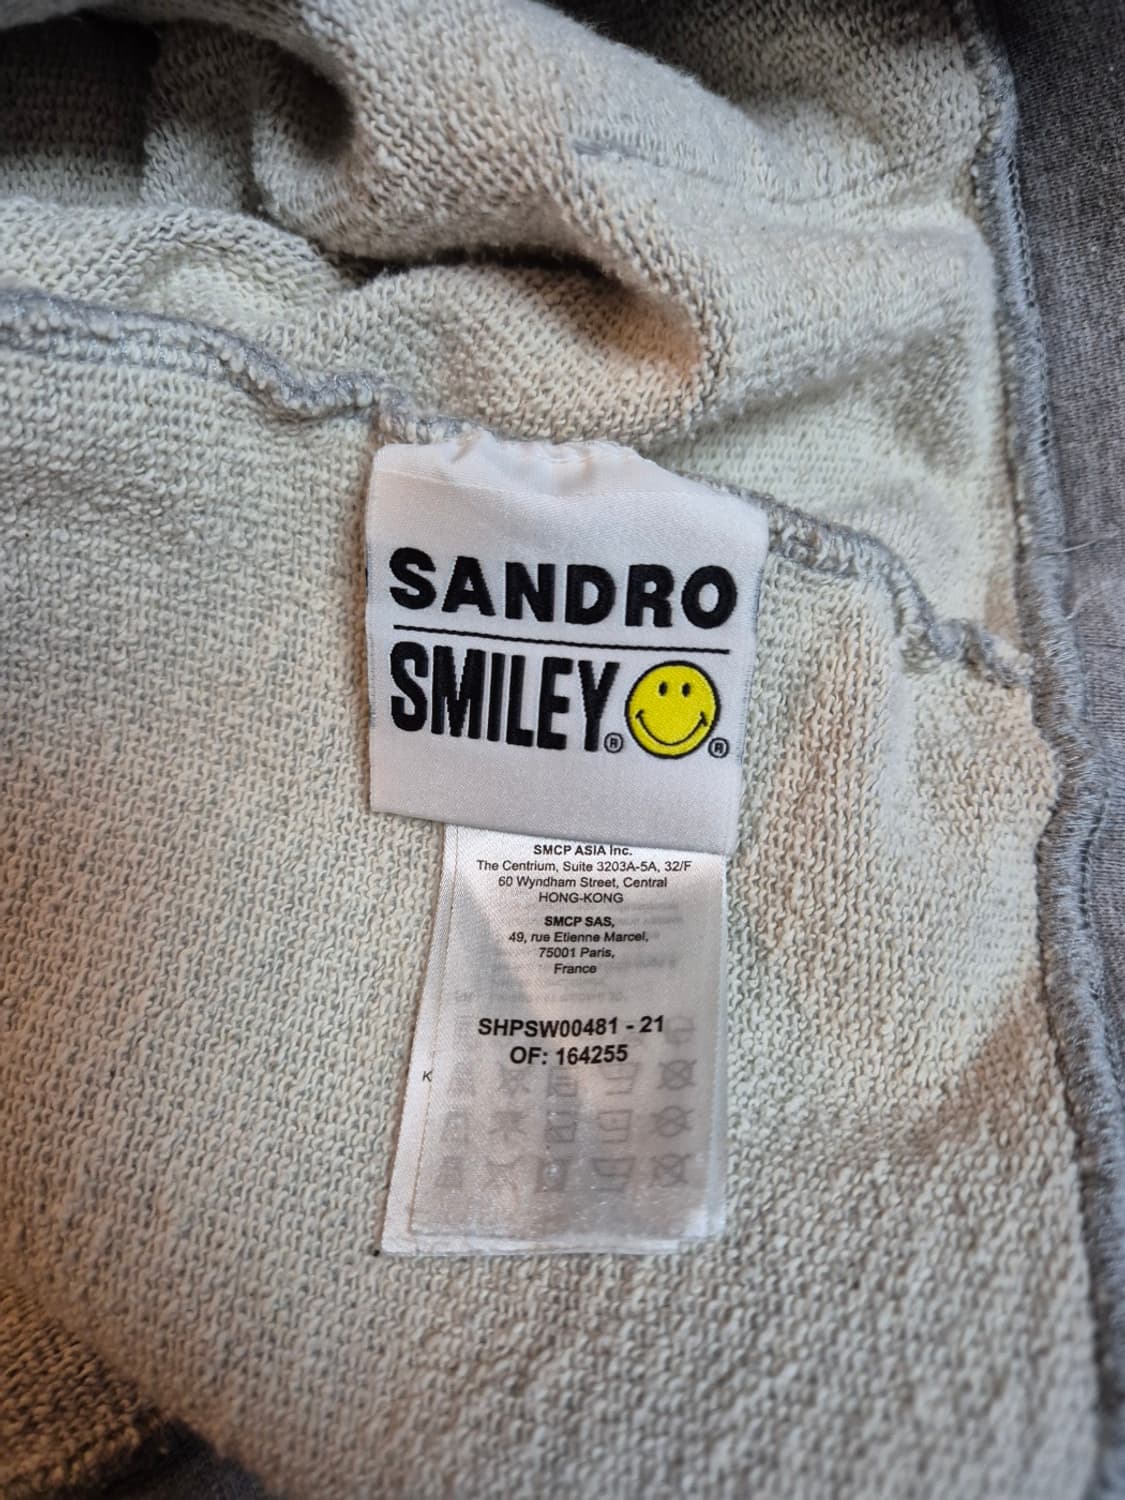 SANDRO
SMILEY®®
SMCP ASIA Inc.
The Centrium, Suite 3203A-5A, 32/F
60 Wyndham Street, Central
HONG-KONG
SMCP SAS,
49, rue Etienne Marcel,
75001 Paris,
France
SHPSW00481 - 21
OF: 164255
K